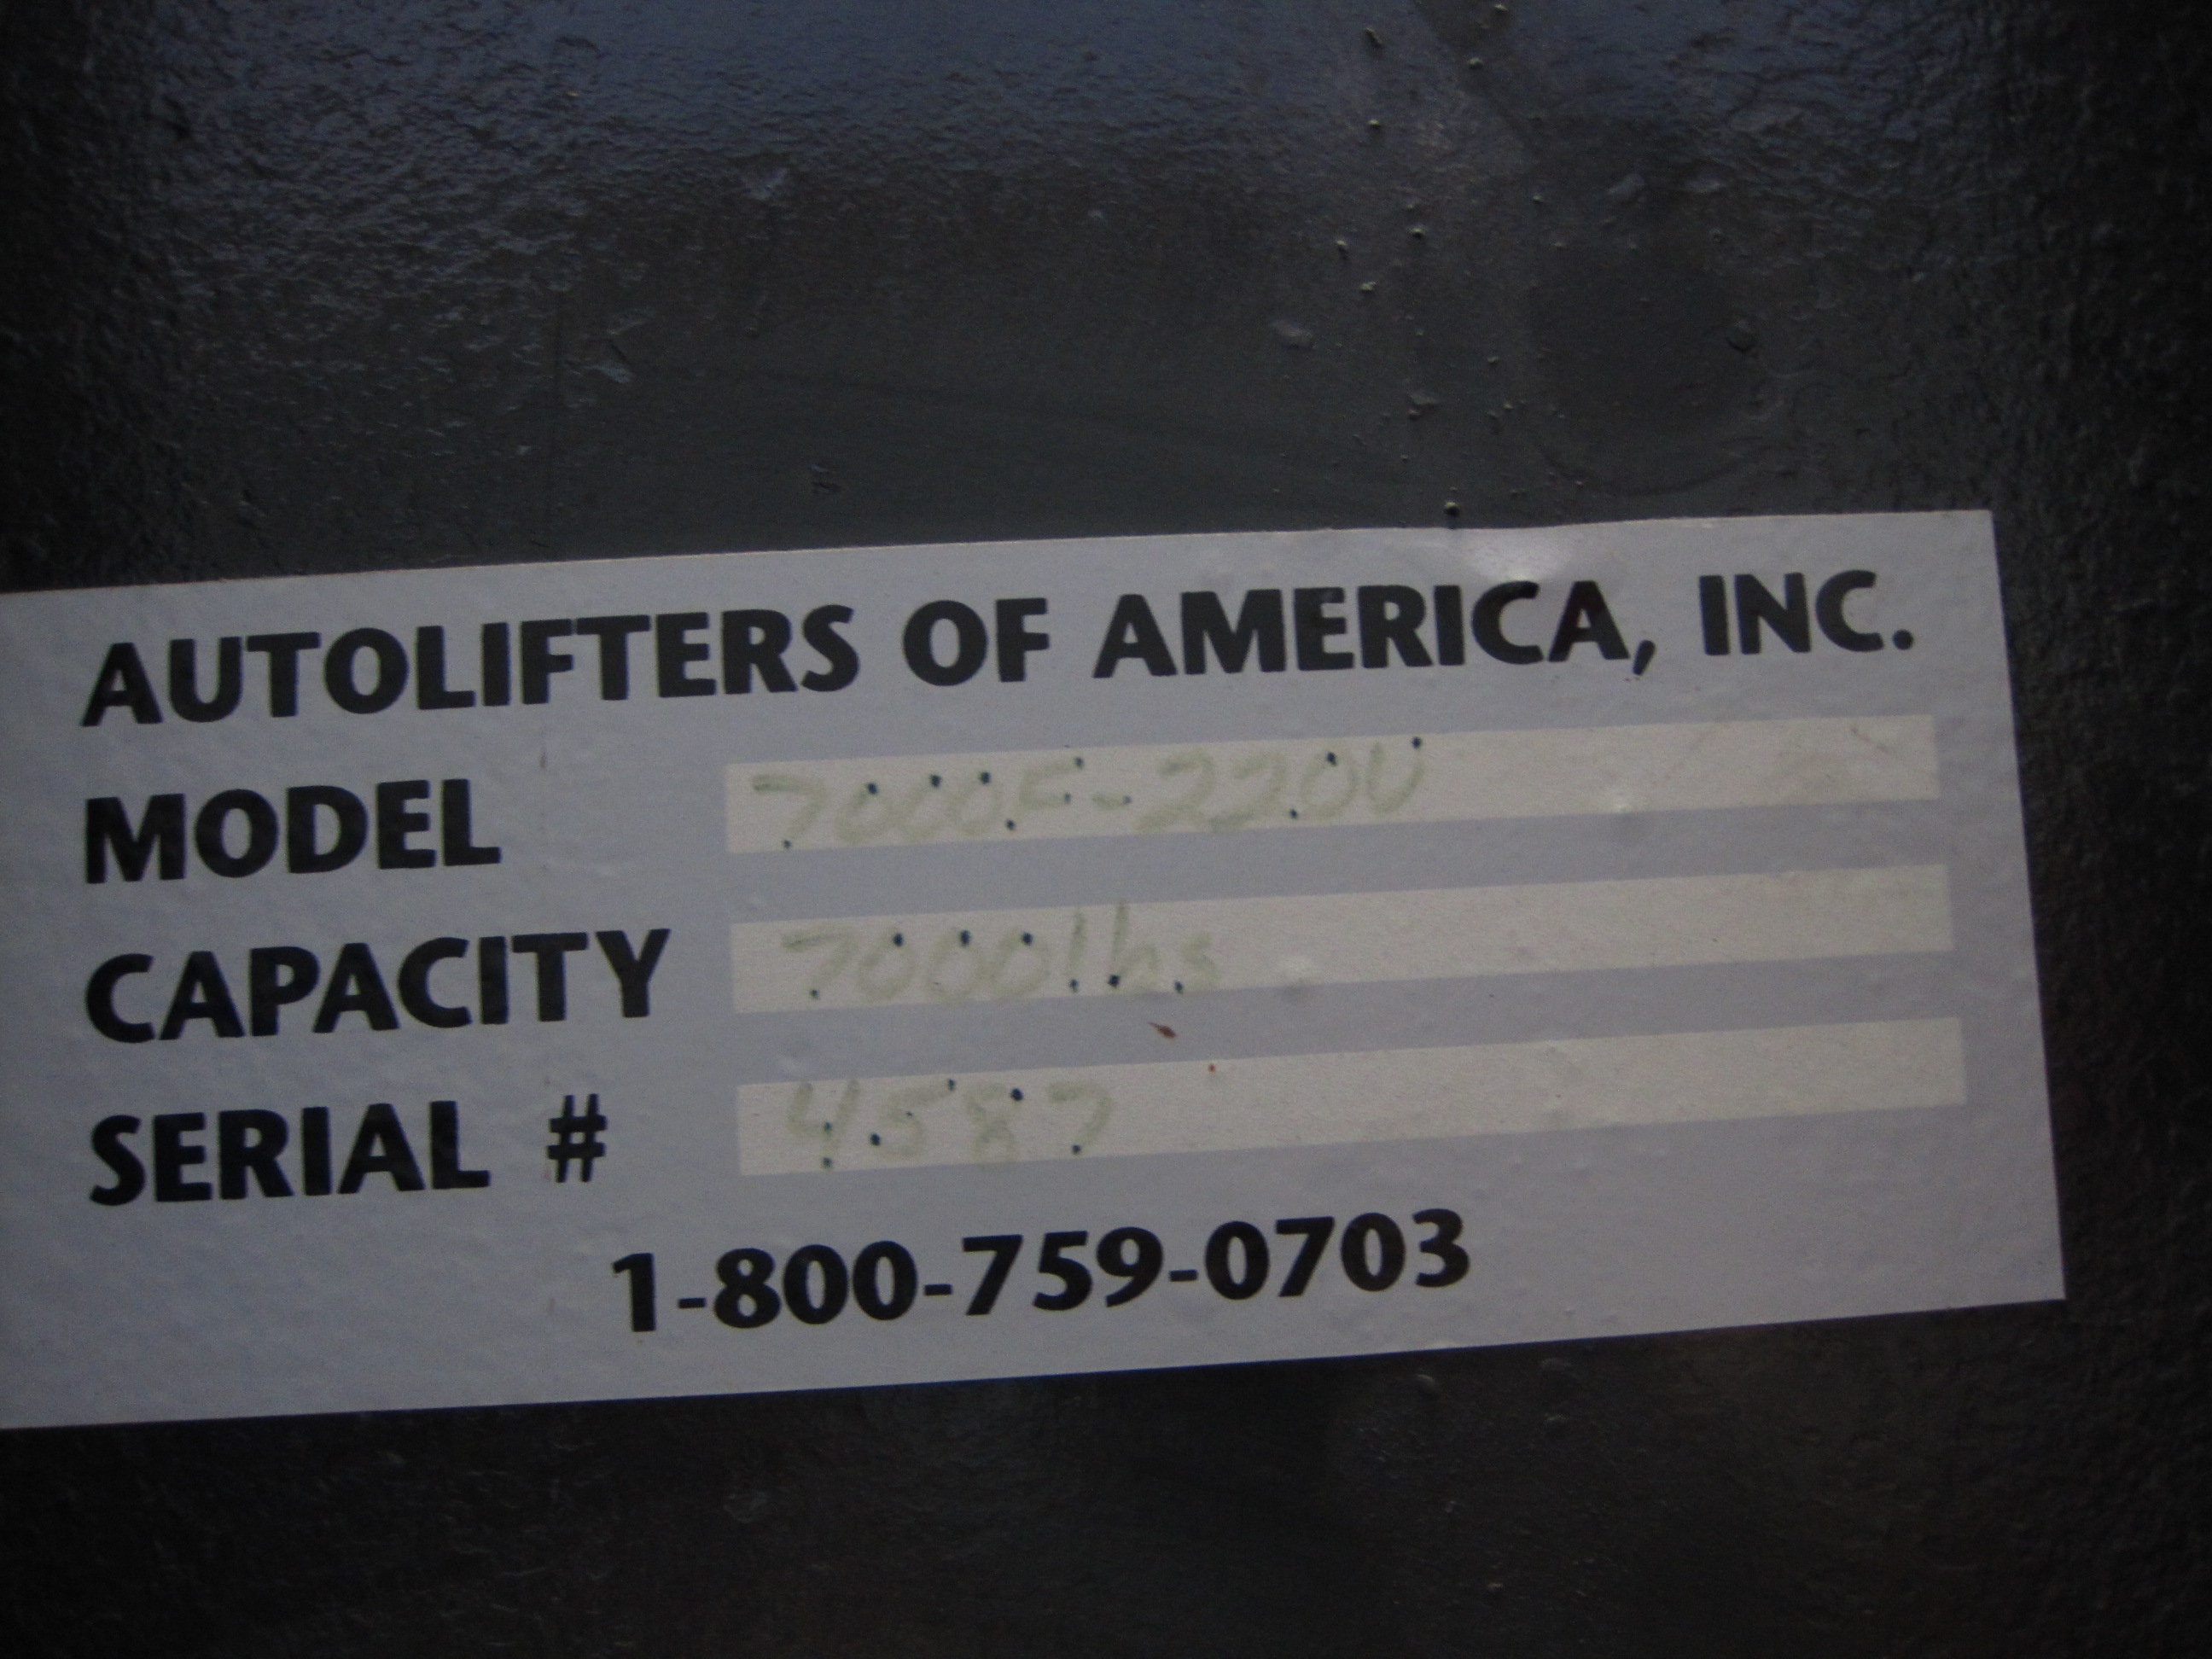 AUTOLIFTERS OF AMERICA, INC.
MODEL 7000F-220V
CAPACITY 7000lbs
SERIAL # 4587
1-800-759-0703